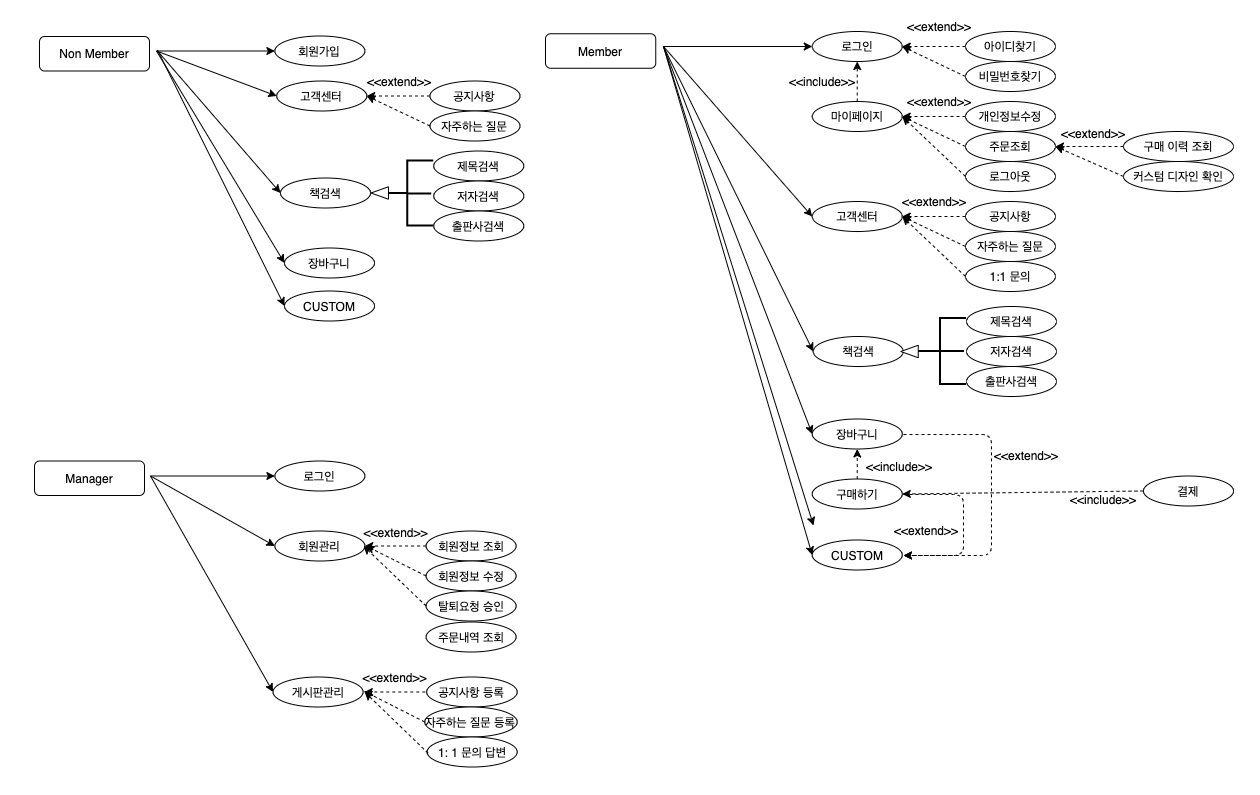 Non Member
회원가입
고객센터
<<extend>>
공지사항
자주하는 질문
책검색
제목검색
저자검색
출판사검색
장바구니
CUSTOM
Member
로그인
<<extend>>
아이디찾기
비밀번호찾기
<<include>>
마이페이지
<<extend>>
개인정보수정
주문조회
로그아웃
<<extend>>
구매 이력 조회
커스텀 디자인 확인
고객센터
<<extend>>
공지사항
자주하는 질문
1:1 문의
책검색
제목검색
저자검색
출판사검색
장바구니
<<extend>>
<<include>>
구매하기
<<include>>
결제
<<extend>>
CUSTOM
Manager
로그인
회원관리
<<extend>>
회원정보 조회
회원정보 수정
탈퇴요청 승인
주문내역 조회
게시판관리
<<extend>>
공지사항 등록
자주하는 질문 등록
1: 1 문의 답변